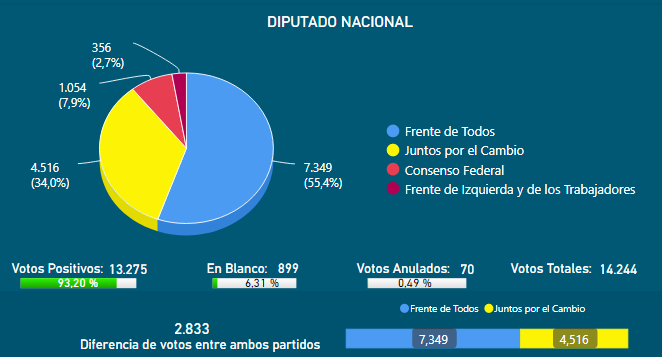 DIPUTADO NACIONAL
356
(2,7%)
1.054
(7,9%)
4.516
(34,0%)
7.349
(55,4%)
Frente de Todos
Juntos por el Cambio
Consenso Federal
Frente de Izquierda y de los Trabajadores
Votos Positivos: 13.275
93,20 %
En Blanco: 899
6,31 %
Votos Anulados: 70
0,49 %
Votos Totales: 14.244
2.833
Diferencia de votos entre ambos partidos
Frente de Todos Juntos por el Cambio
7,349 4,516